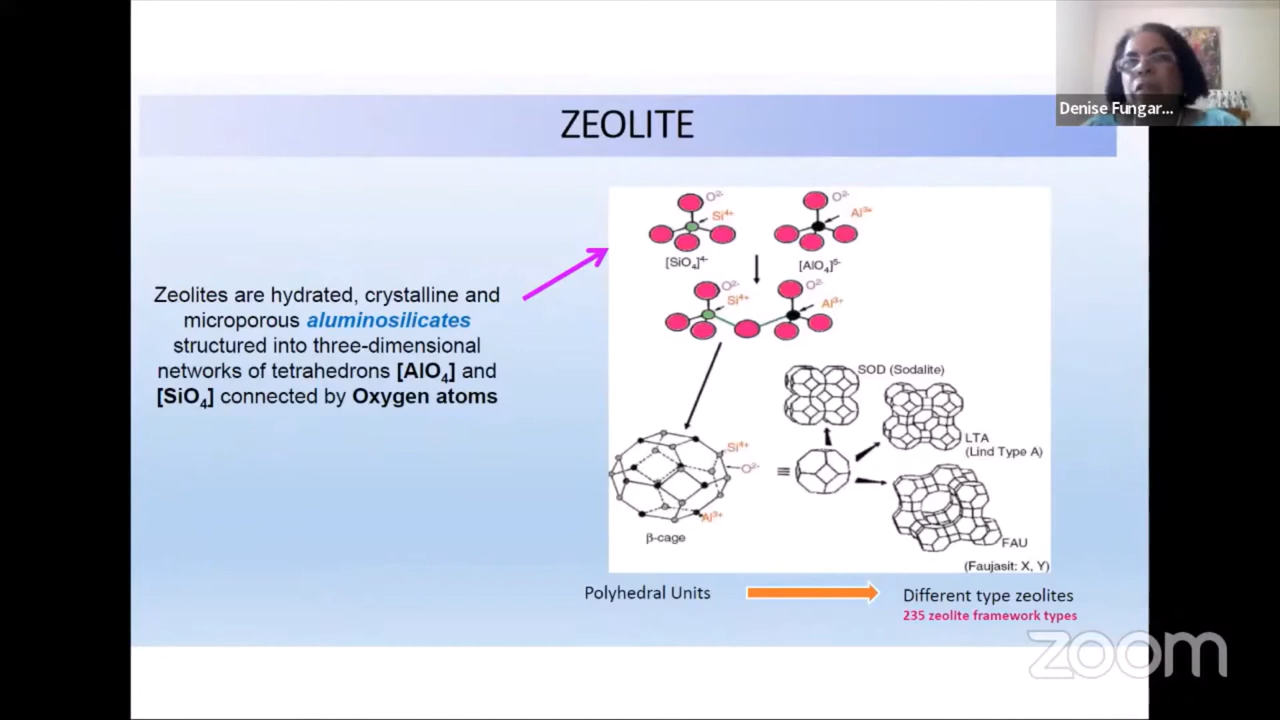 Denise Fungar...
ZEOLITE
Zeolites are hydrated, crystalline and
microporous aluminosilicates
structured into three-dimensional
networks of tetrahedrons [AlO₄] and
[SiO₄] connected by Oxygen atoms
O²⁻
Si⁴⁺
[SiO₄]⁴⁻
O²⁻
Al³⁺
[AlO₄]⁵⁻
O²⁻
Si⁴⁺
O²⁻
Al³⁺
SOD (Sodalite)
LTA
(Lind Type A)
Si⁴⁺
O²⁻
≡
Al³⁺
β-cage
FAU
(Faujasit: X, Y)
Polyhedral Units
Different type zeolites
235 zeolite framework types
zoom